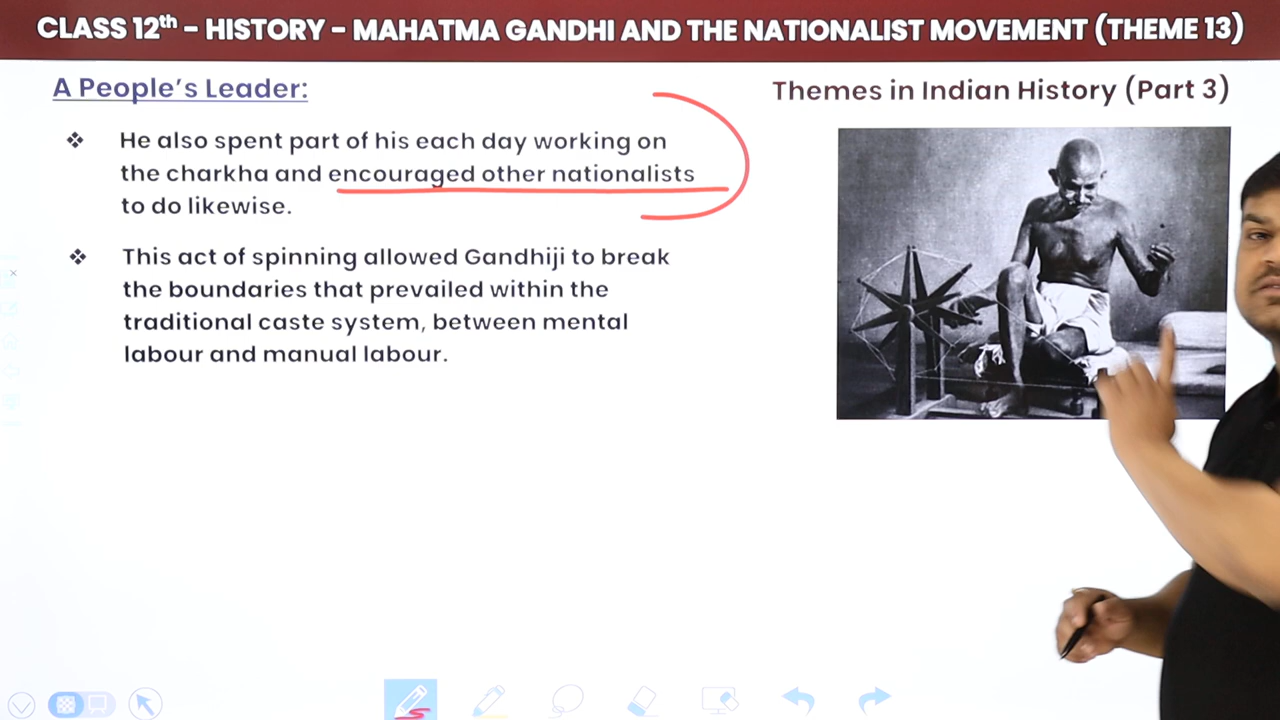 CLASS 12th – HISTORY – MAHATMA GANDHI AND THE NATIONALIST MOVEMENT (THEME 13)
A People's Leader:
Themes in Indian History (Part 3)
❖ He also spent part of his each day working on
the charkha and encouraged other nationalists
to do likewise.
❖ This act of spinning allowed Gandhiji to break
the boundaries that prevailed within the
traditional caste system, between mental
labour and manual labour.